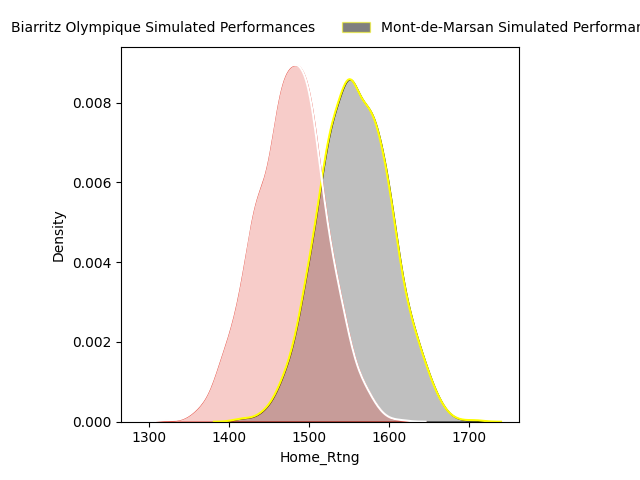 Biarritz Olympique Simulated Performances
Mont-de-Marsan Simulated
Density
0.008
0.006
0.004
0.002
0.000
1300 1400 1500 1600 1700
Home_Rtng